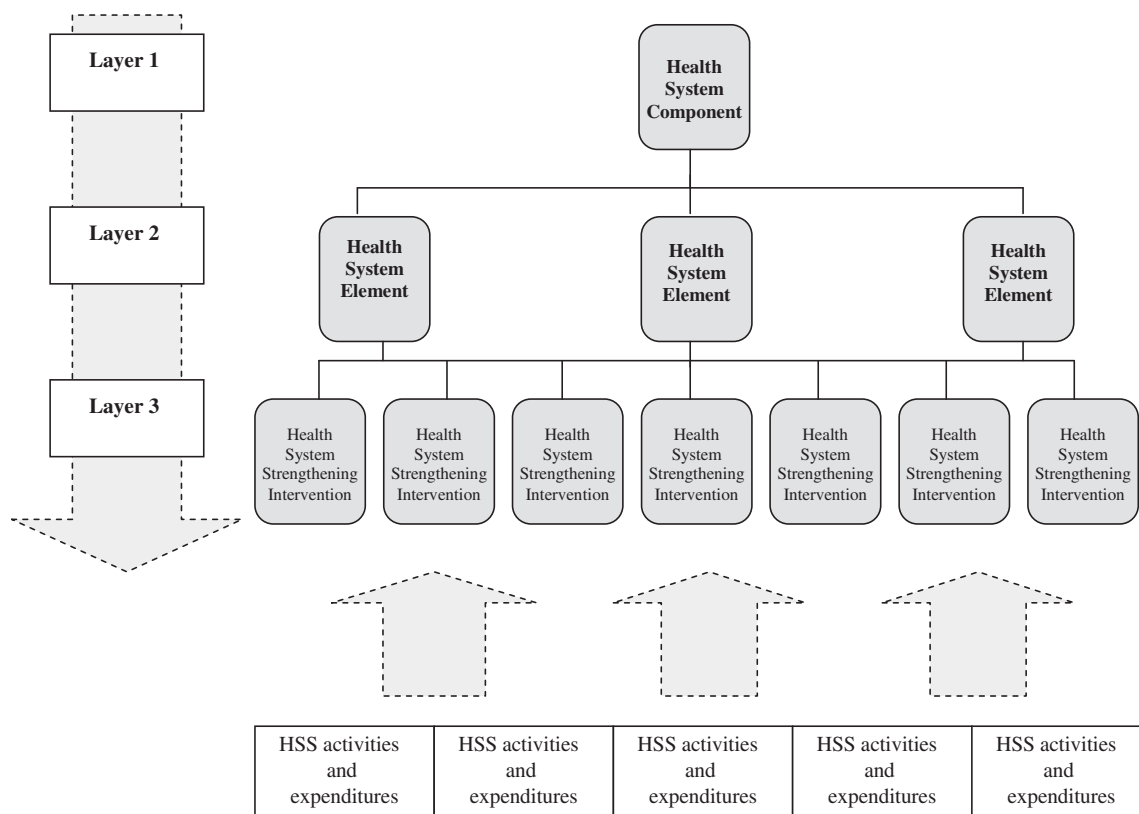 Layer 1
Health
System
Component
Layer 2
Health
System
Element
Health
System
Element
Health
System
Element
Layer 3
Health
System
Strengthening
Intervention
Health
System
Strengthening
Intervention
Health
System
Strengthening
Intervention
Health
System
Strengthening
Intervention
Health
System
Strengthening
Intervention
Health
System
Strengthening
Intervention
Health
System
Strengthening
Intervention
HSS activities
and
expenditures
HSS activities
and
expenditures
HSS activities
and
expenditures
HSS activities
and
expenditures
HSS activities
and
expenditures